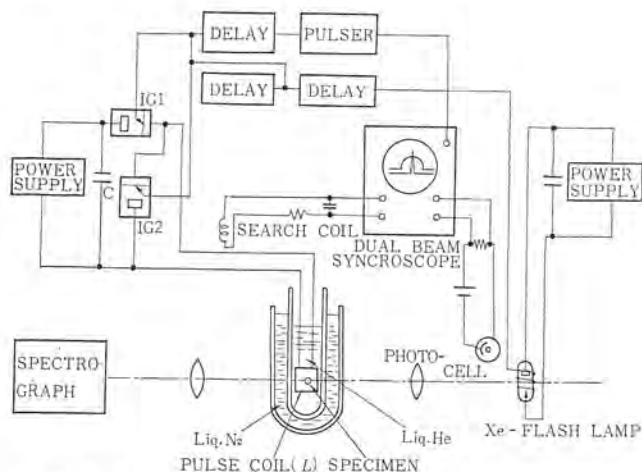 DELAY
PULSER
DELAY
DELAY
IG1
POWER
SUPPLY
C
IG2
SEARCH COIL
DUAL BEAM
SYNCROSCOPE
POWER
SUPPLY
SPECTRO-
GRAPH
PHOTO-
CELL
Liq.N₂
Liq.He
Xe-FLASH LAMP
PULSE COIL(L) SPECIMEN